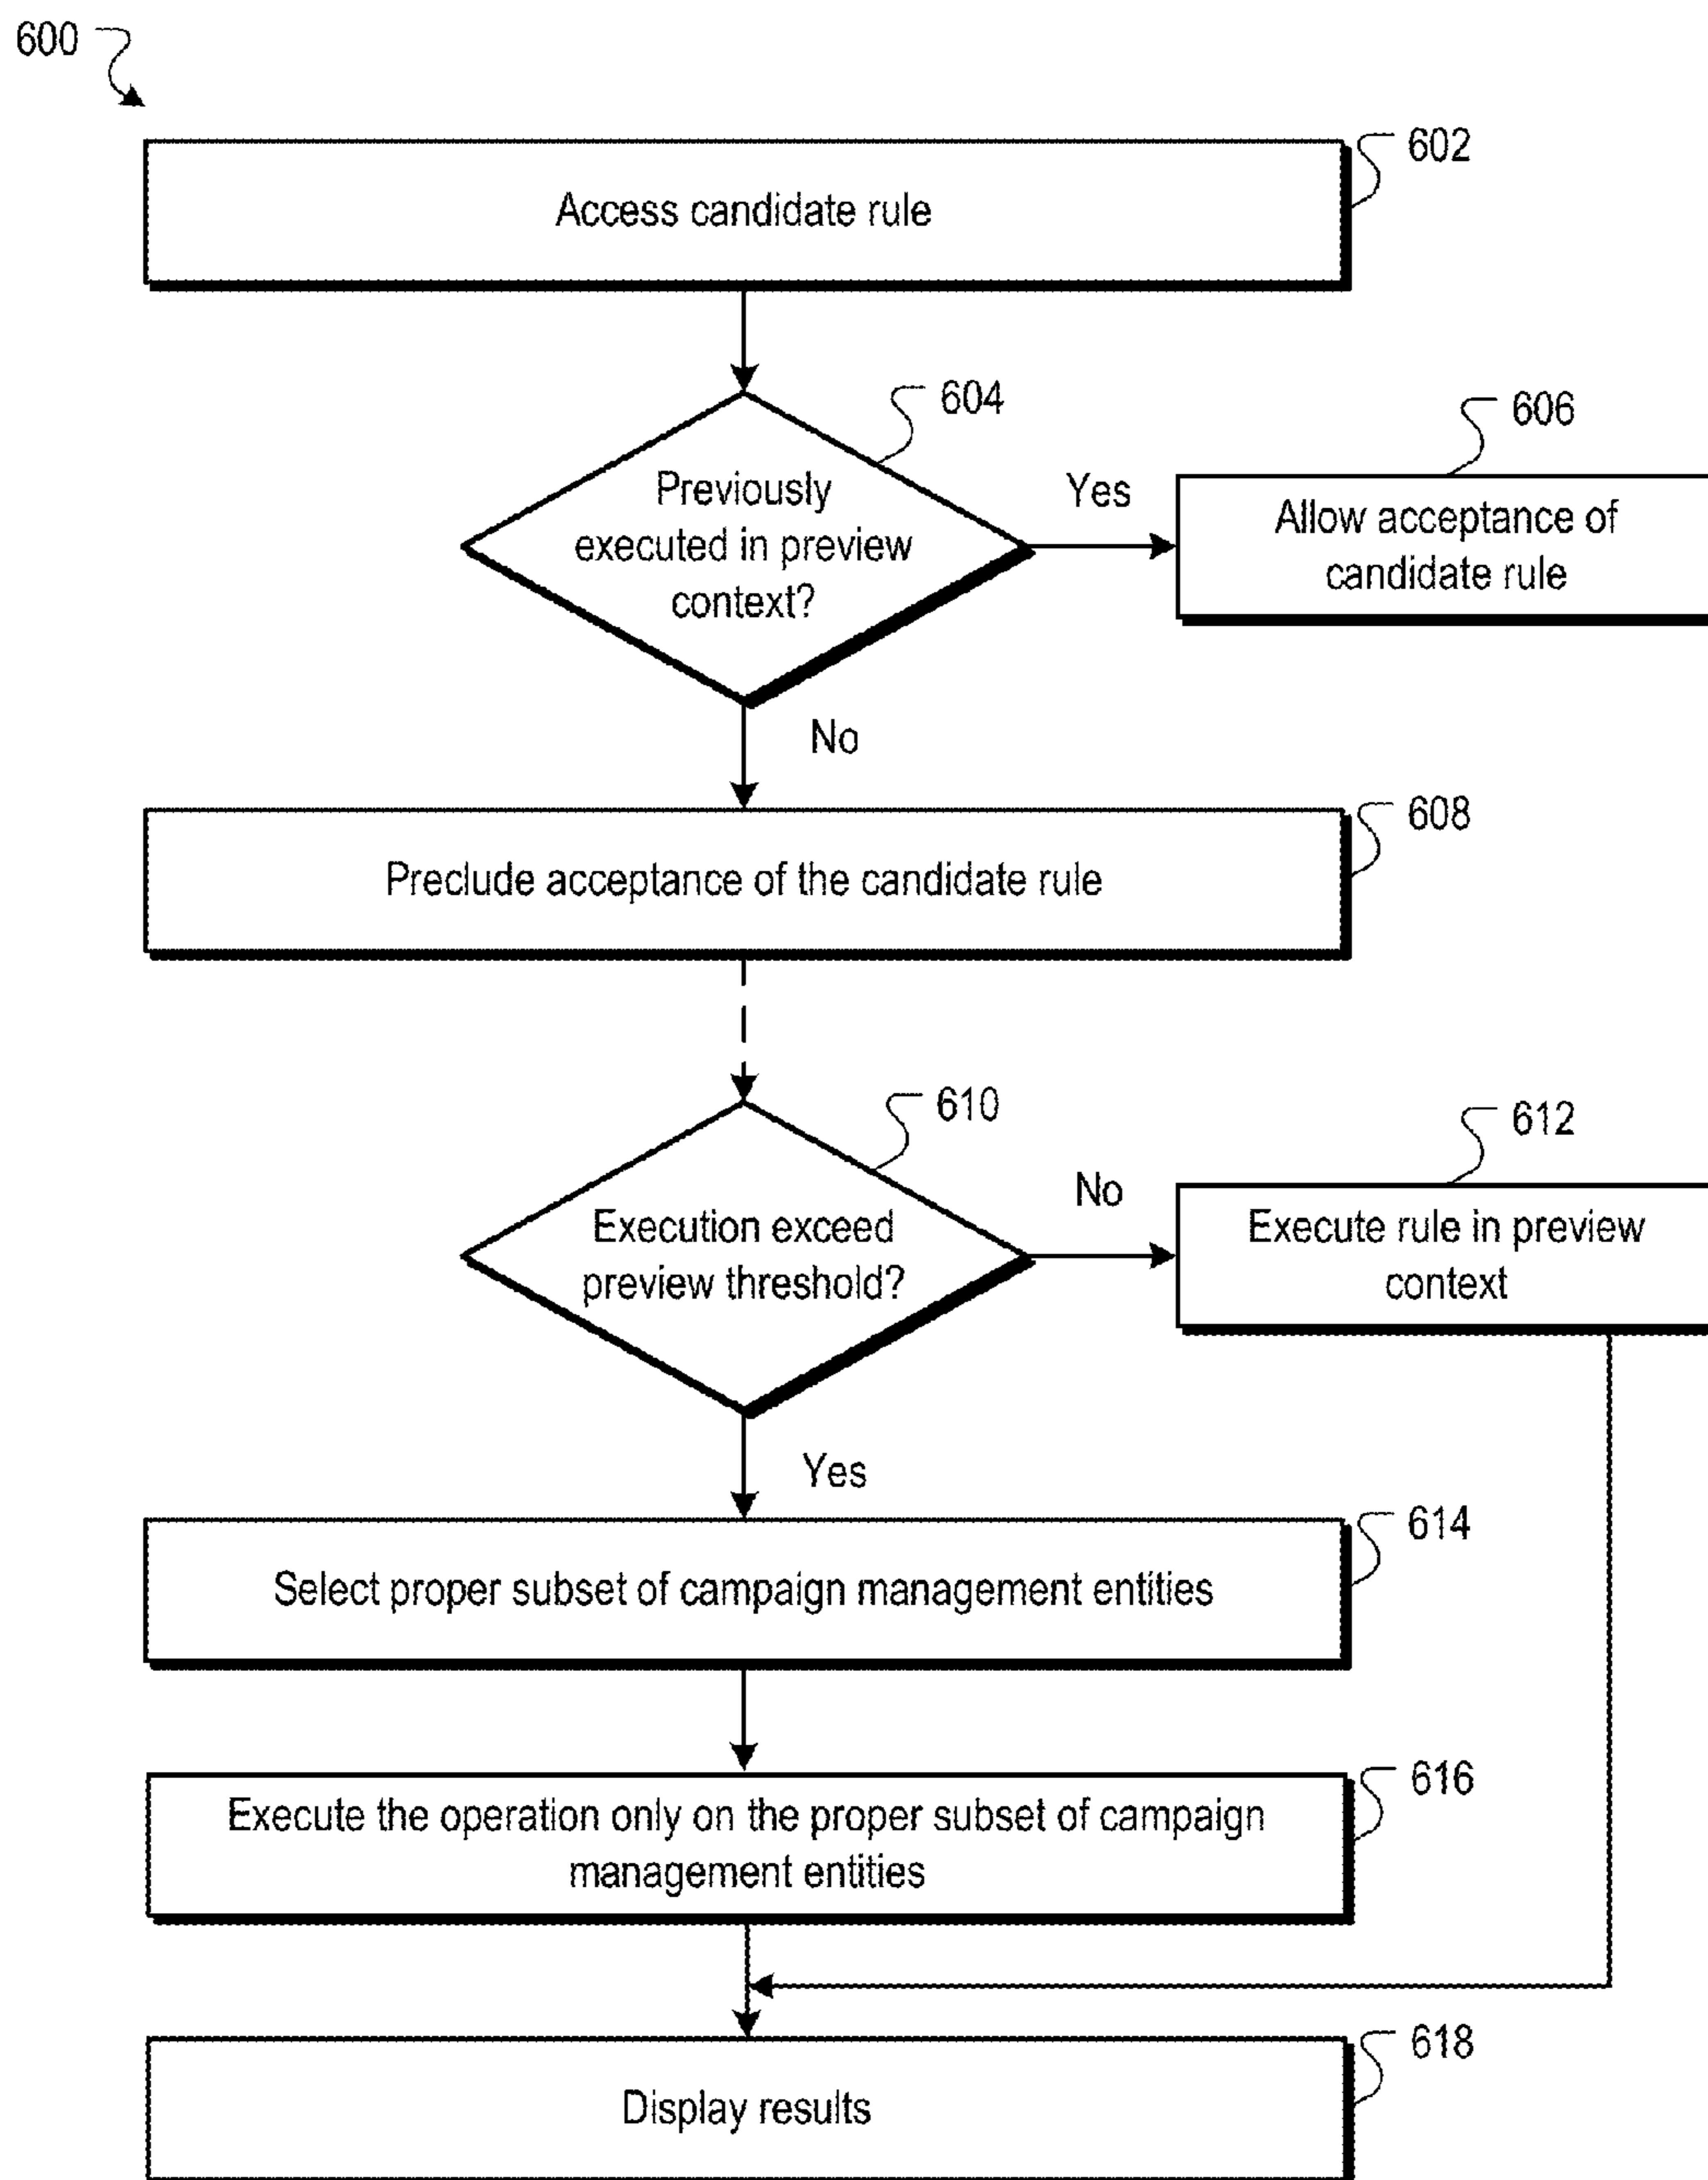 600
602
Access candidate rule
604
606
Previously
executed in preview
context?
Yes
Allow acceptance of
candidate rule
No
608
Preclude acceptance of the candidate rule
610
612
Execution exceed
preview threshold?
No
Execute rule in preview
context
Yes
614
Select proper subset of campaign management entities
616
Execute the operation only on the proper subset of campaign
management entities
618
Display results